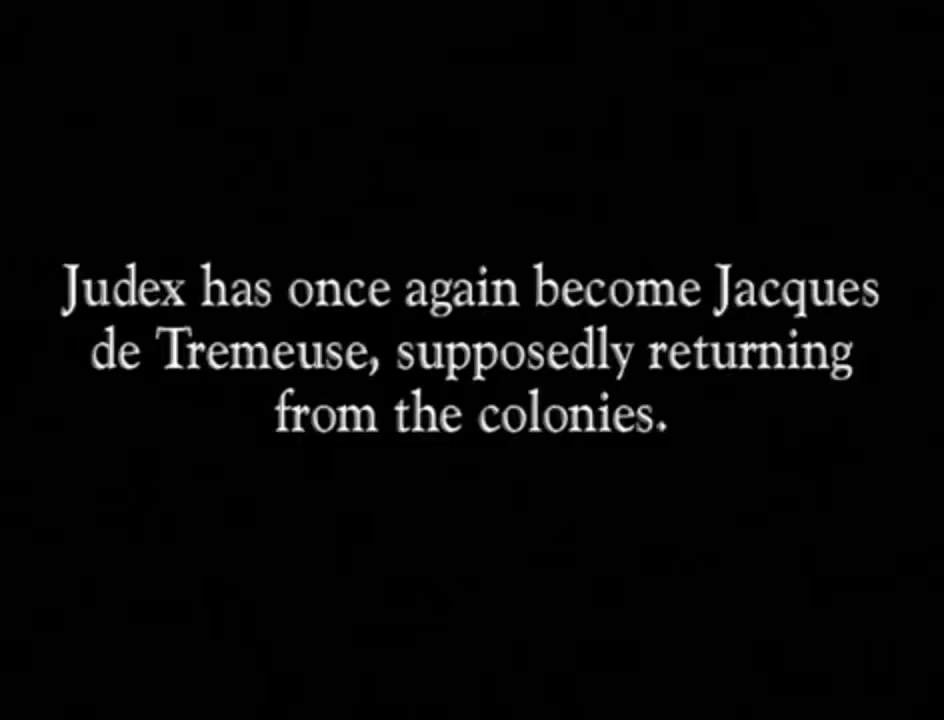 Judex has once again become Jacques
de Tremeuse, supposedly returning
from the colonies.